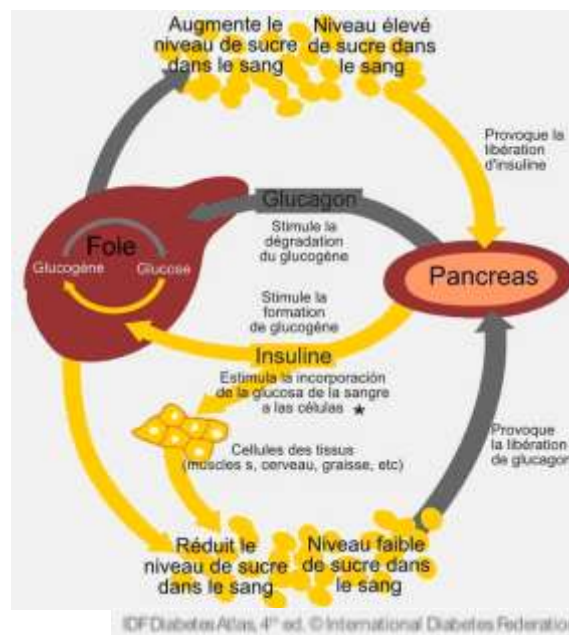 Augmente le
niveau de sucre
dans le sang
Niveau élevé
de sucre dans
le sang
Provoque la
libération
d'insuline
Glucagon
Stimule la
dégradation
du glucogène
Foie
Glucogène
Glucose
Pancreas
Stimule la
formation
de glucogène
Insuline
Estimula la incorporación
de la glucosa de la sangre
a las células ★
Cellules des tissus
(muscles s, cerveau, graisse, etc)
Provoque
la libération
de glucagon
Réduit le
niveau de sucre
dans le sang
Niveau faible
de sucre dans
le sang
IDF Diabetes Atlas, 4th ed. © International Diabetes Federatio